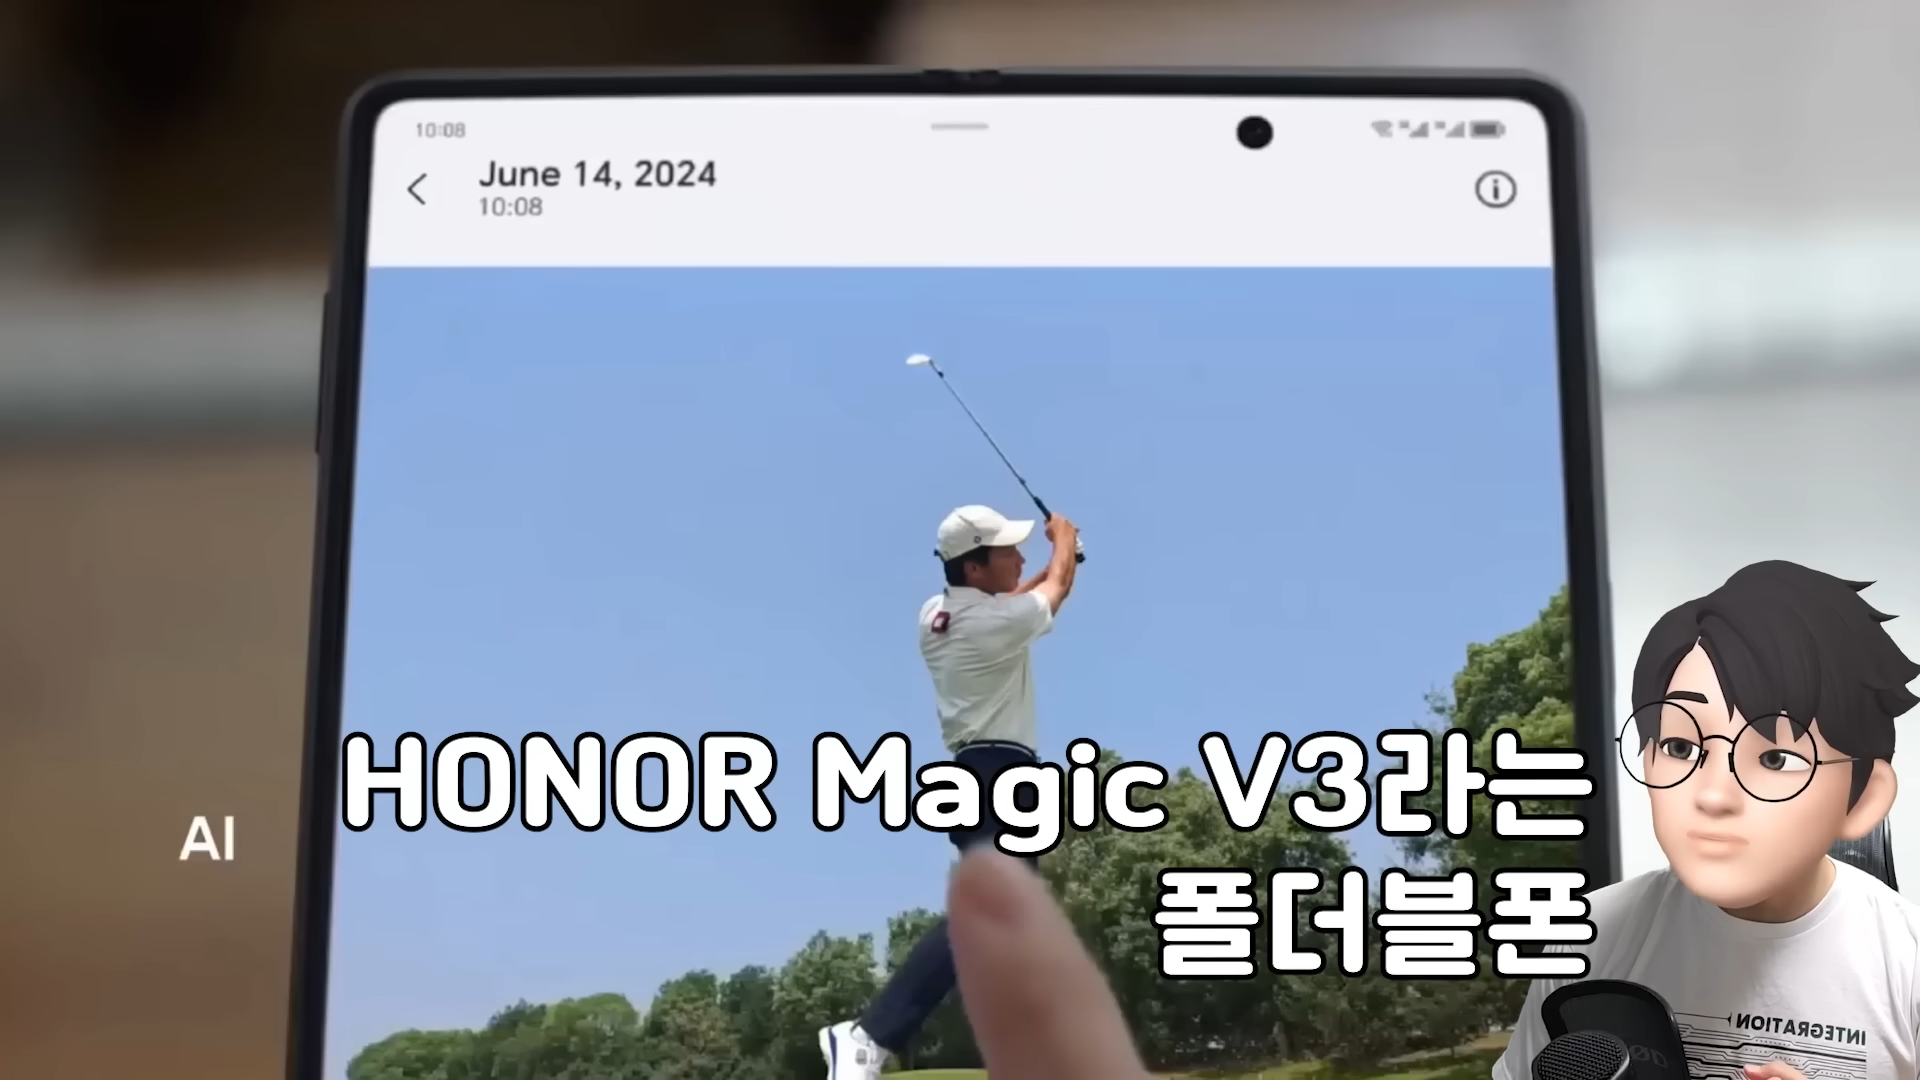 10:08
June 14, 2024
10:08
HONOR Magic V3라는
폴더블폰
AI
INTEGRATION